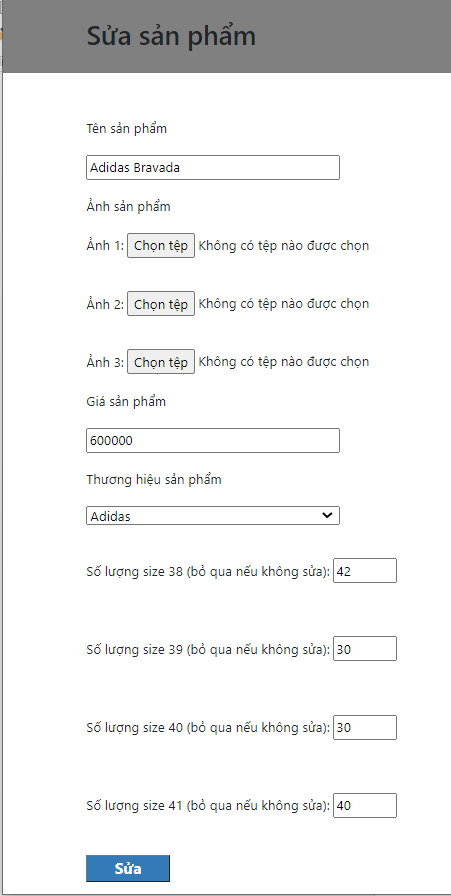 Sửa sản phẩm
Tên sản phẩm
Adidas Bravada
Ảnh sản phẩm
Ảnh 1: Chọn tệp Không có tệp nào được chọn
Ảnh 2: Chọn tệp Không có tệp nào được chọn
Ảnh 3: Chọn tệp Không có tệp nào được chọn
Giá sản phẩm
600000
Thương hiệu sản phẩm
Adidas
Số lượng size 38 (bỏ qua nếu không sửa): 42
Số lượng size 39 (bỏ qua nếu không sửa): 30
Số lượng size 40 (bỏ qua nếu không sửa): 30
Số lượng size 41 (bỏ qua nếu không sửa): 40
Sửa